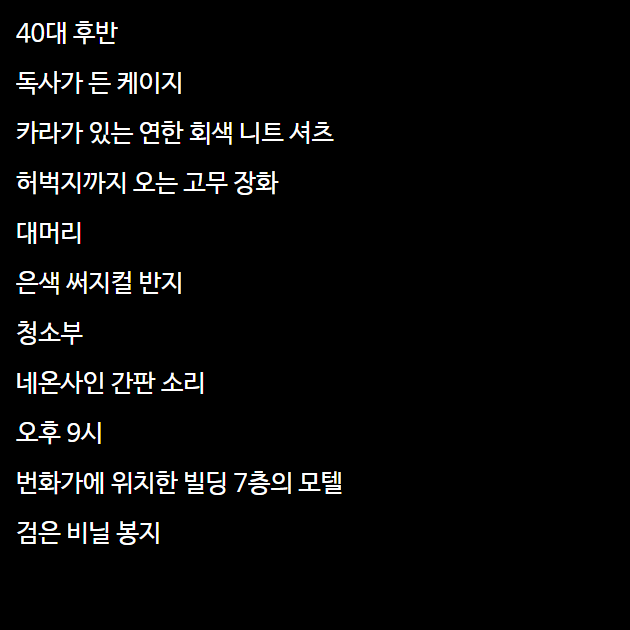 40대 후반
독사가 든 케이지
카라가 있는 연한 회색 니트 셔츠
허벅지까지 오는 고무 장화
대머리
은색 써지컬 반지
청소부
네온사인 간판 소리
오후 9시
번화가에 위치한 빌딩 7층의 모텔
검은 비닐 봉지